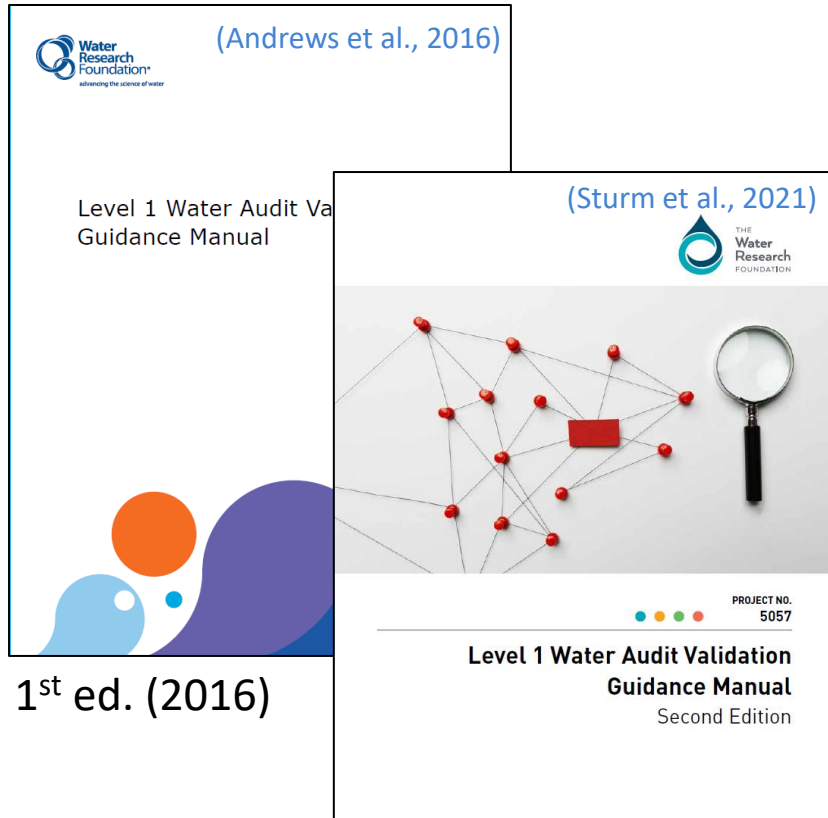 Water
Research
Foundation®
advancing the science of water
(Andrews et al., 2016)
Level 1 Water Audit Va
Guidance Manual
1st ed. (2016)
(Sturm et al., 2021)
THE
Water
Research
FOUNDATION
PROJECT NO.
5057
Level 1 Water Audit Validation
Guidance Manual
Second Edition